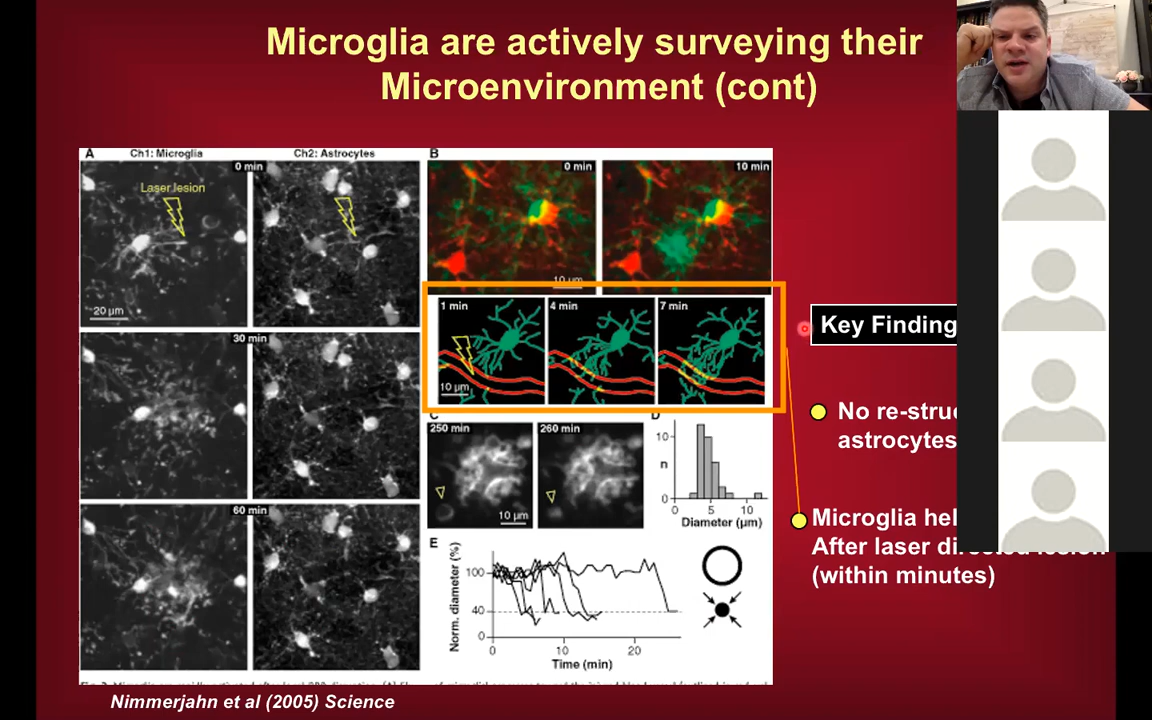 Microglia are actively surveying their
Microenvironment (cont)
A
Ch1: Microglia
Ch2: Astrocytes
0 min
Laser lesion
20 µm
30 min
60 min
B
0 min
10 min
10 µm
1 min
4 min
7 min
10 µm
C
250 min
260 min
10 µm
D
10
n
0
0
5
10
Diameter (µm)
E
Norm. diameter (%)
100
40
0
0
10
20
Time (min)
Key Finding
No re-struc
astrocytes
Microglia hel
After laser directed lesion
(within minutes)
Nimmerjahn et al (2005) Science